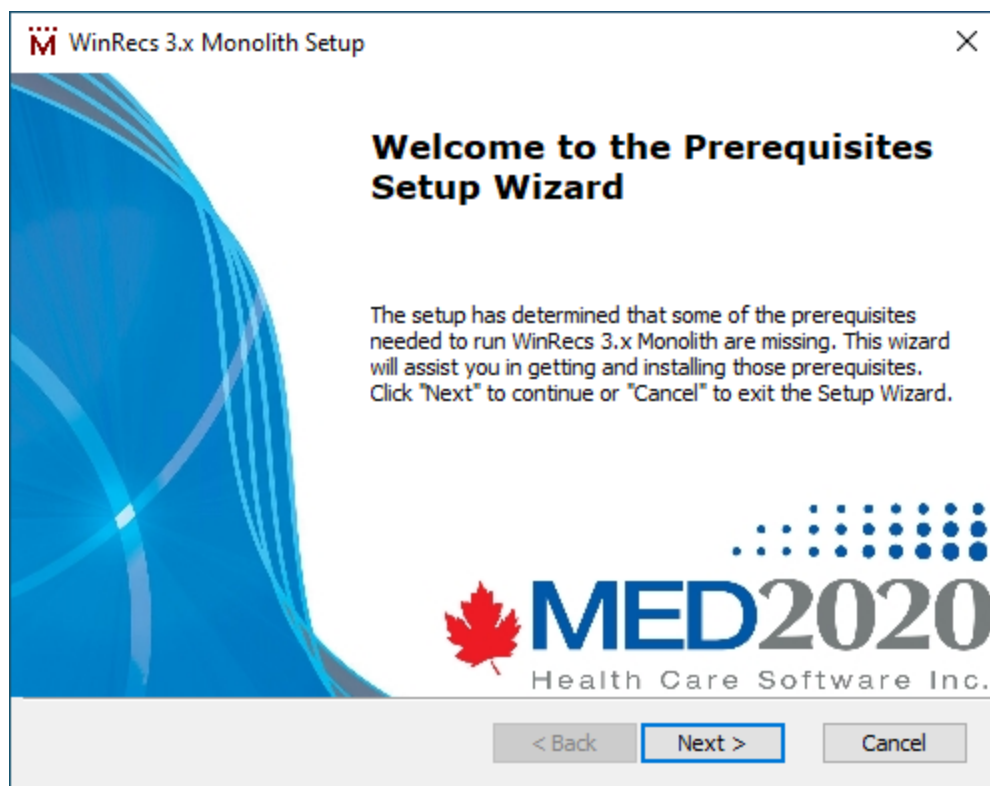 WinRecs 3.x Monolith Setup
Welcome to the Prerequisites
Setup Wizard
The setup has determined that some of the prerequisites
needed to run WinRecs 3.x Monolith are missing. This wizard
will assist you in getting and installing those prerequisites.
Click "Next" to continue or "Cancel" to exit the Setup Wizard.
MED2020
Health Care Software Inc.
< Back
Next >
Cancel